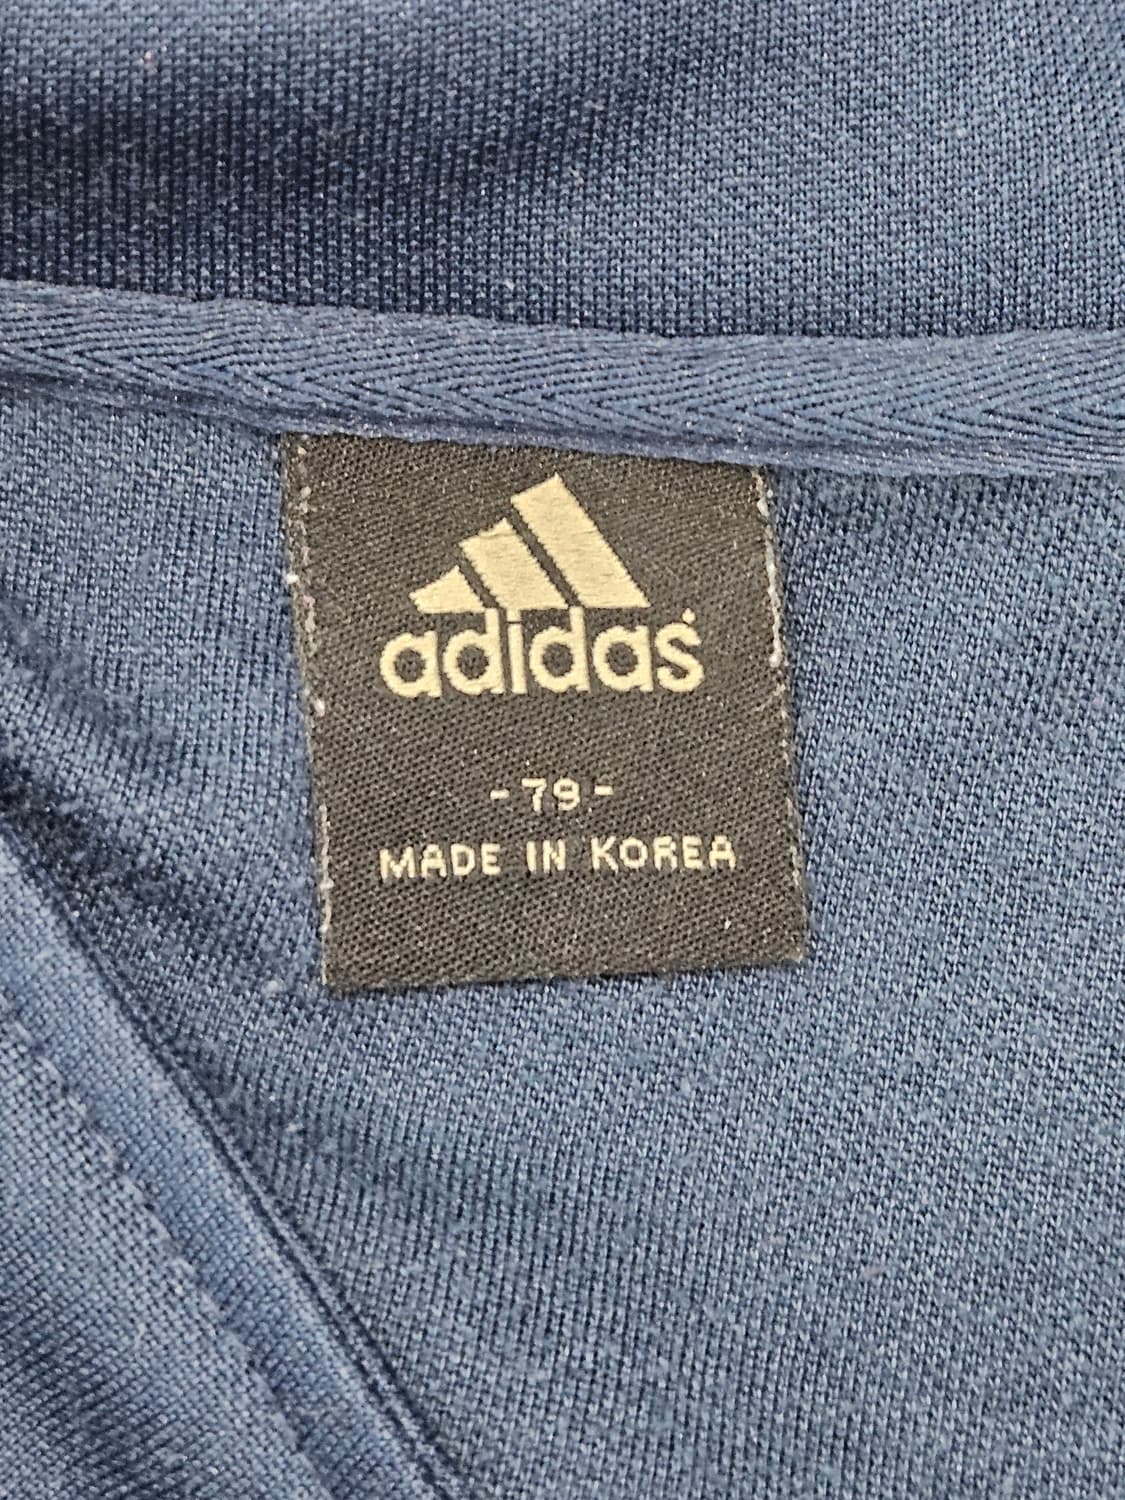 adidas
-79-
MADE IN KOREA